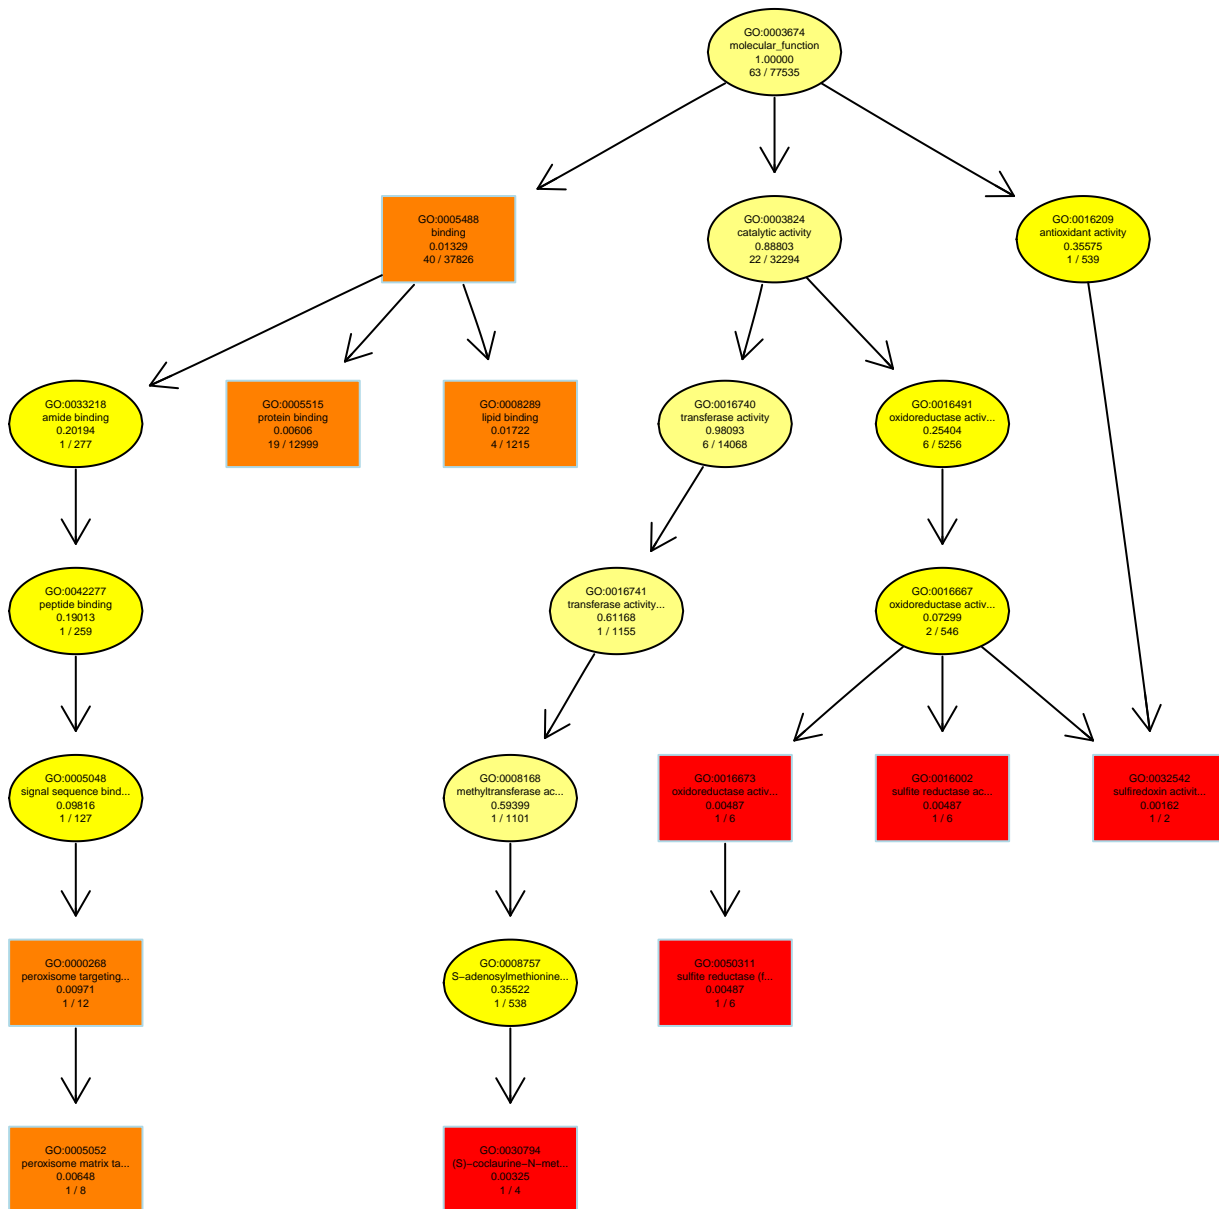 GO:0003674
molecular_function
1.00000
63 / 77535
GO:0005488
binding
0.01329
40 / 37826
GO:0003824
catalytic activity
0.88803
22 / 32294
GO:0016209
antioxidant activity
0.35575
1 / 539
GO:0033218
amide binding
0.20194
1 / 277
GO:0005515
protein binding
0.00606
19 / 12999
GO:0008289
lipid binding
0.01722
4 / 1215
GO:0016740
transferase activity
0.98093
6 / 14068
GO:0016491
oxidoreductase activ...
0.25404
6 / 5256
GO:0042277
peptide binding
0.19013
1 / 259
GO:0016741
transferase activity...
0.61168
1 / 1155
GO:0016667
oxidoreductase activ...
0.07299
2 / 546
GO:0005048
signal sequence bind...
0.09816
1 / 127
GO:0008168
methyltransferase ac...
0.59399
1 / 1101
GO:0016673
oxidoreductase activ...
0.00487
1 / 6
GO:0016002
sulfite reductase ac...
0.00487
1 / 6
GO:0032542
sulfiredoxin activit...
0.00162
1 / 2
GO:0000268
peroxisome targeting...
0.00971
1 / 12
GO:0008757
S−adenosylmethionine...
0.35522
1 / 538
GO:0050311
sulfite reductase (f...
0.00487
1 / 6
GO:0005052
peroxisome matrix ta...
0.00648
1 / 8
GO:0030794
(S)−coclaurine−N−met...
0.00325
1 / 4